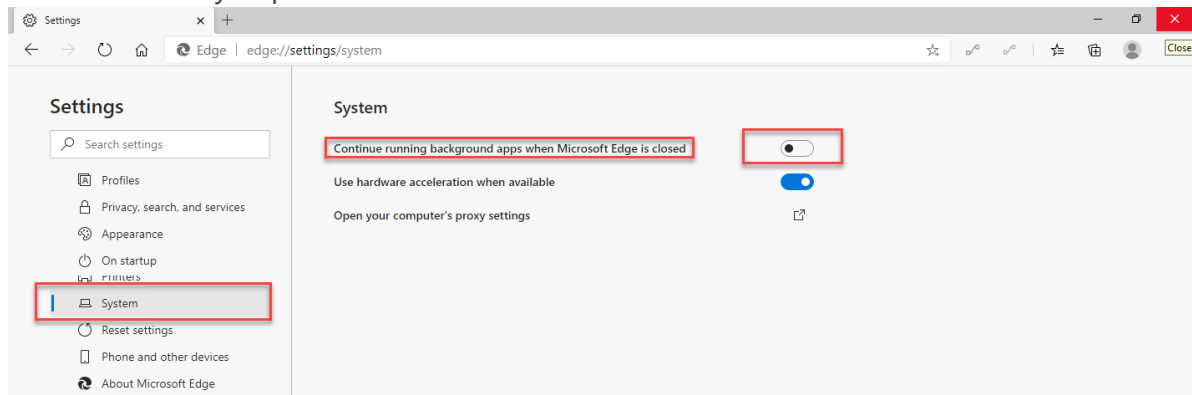 Settings
Edge | edge://settings/system
Close
Settings
System
Search settings
Continue running background apps when Microsoft Edge is closed
Profiles
Use hardware acceleration when available
Privacy, search, and services
Open your computer's proxy settings
Appearance
On startup
Printers
System
Reset settings
Phone and other devices
About Microsoft Edge